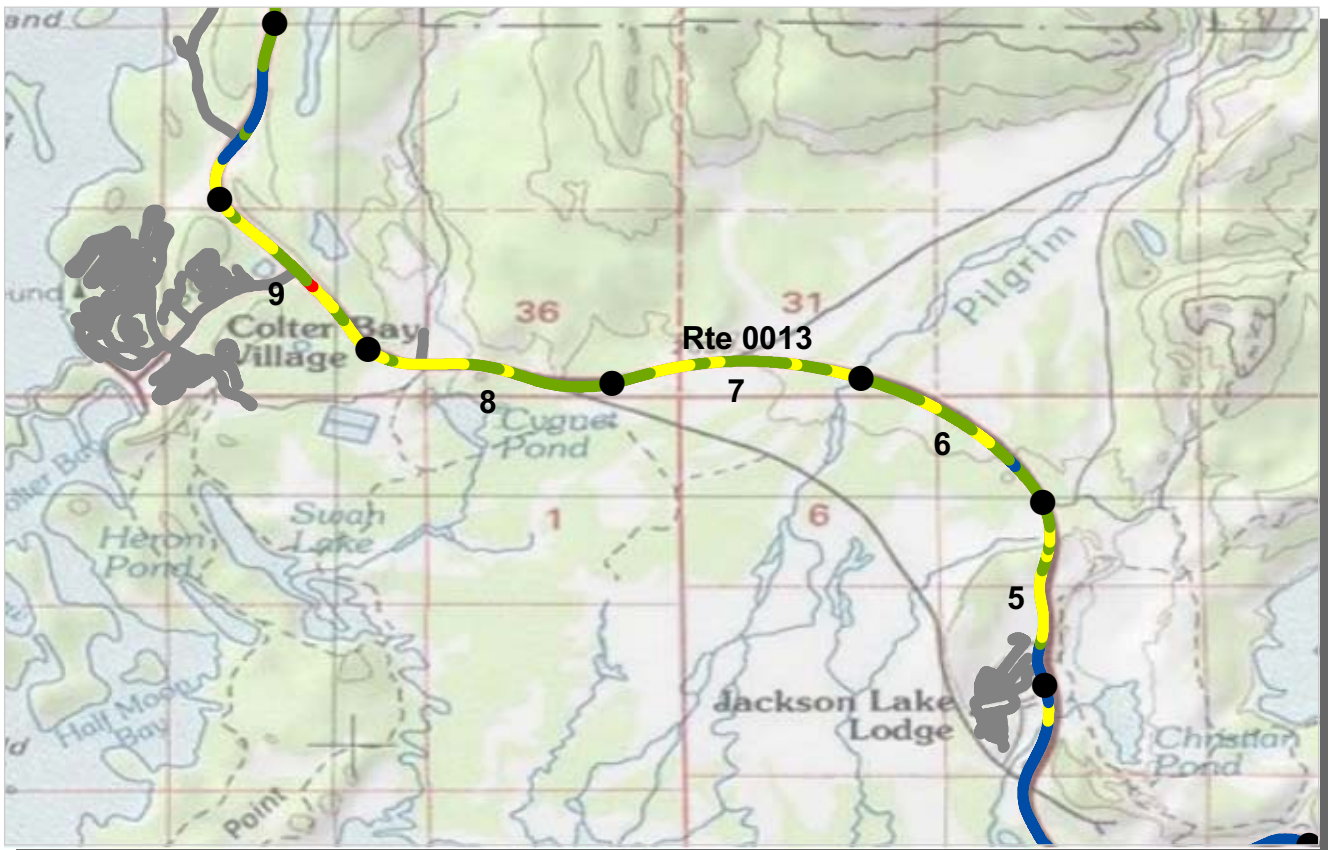 and
Pilgrim
36
31
9
Rte 0013
Colter Bay
Village
7
8
Cygnet
Pond
6
Swan
Lake
1
6
Heron
Pond
5
Half Moon
Bay
Jackson Lake
Lodge
Christian
Pond
Point